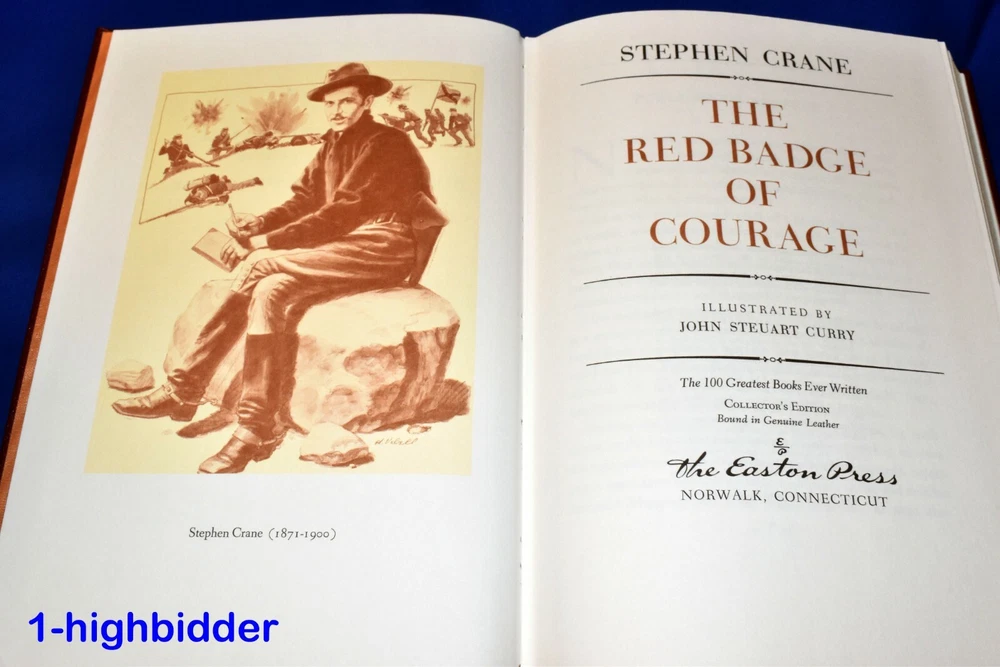 Stephen Crane (1871-1900)
STEPHEN CRANE
THE
RED BADGE
OF
COURAGE
ILLUSTRATED BY
JOHN STEUART CURRY
The 100 Greatest Books Ever Written
COLLECTOR'S EDITION
Bound in Genuine Leather
The Easton Press
NORWALK, CONNECTICUT
1-highbidder